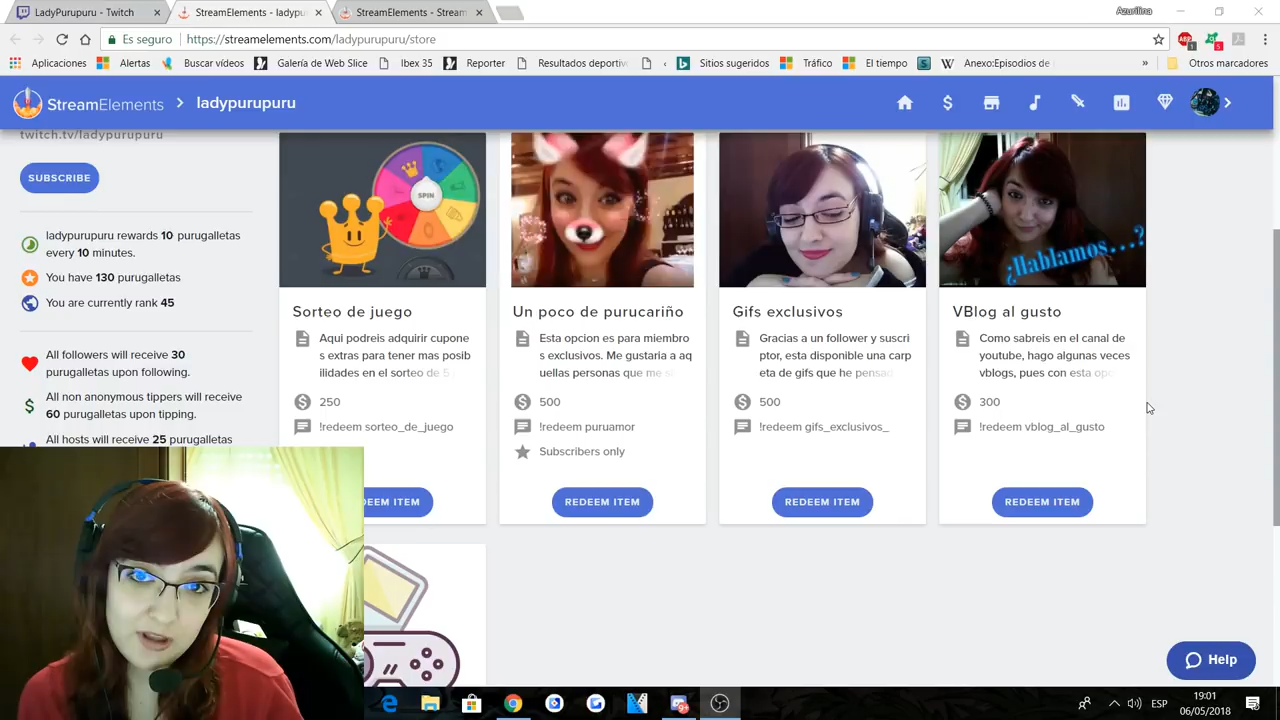 LadyPurupuru - Twitch
StreamElements - ladypu
StreamElements - Stream
Azurilina
Es seguro
https://streamelements.com/ladypurupuru/store
Aplicaciones
Alertas
Buscar vídeos
Galería de Web Slice
Ibex 35
Reporter
Resultados deportiv
Sitios sugeridos
Tráfico
El tiempo
Anexo:Episodios de
Otros marcadores
StreamElements
ladypurupuru
twitch.tv/ladypurupuru
SUBSCRIBE
ladypurupuru rewards 10 purugalletas
every 10 minutes.
You have 130 purugalletas
You are currently rank 45
All followers will receive 30
purugalletas upon following.
All non anonymous tippers will receive
60 purugalletas upon tipping.
All hosts will receive 25 purugalletas
SPIN
Sorteo de juego
Aqui podreis adquirir cupone
s extras para tener mas posib
ilidades en el sorteo de 5
250
!redeem sorteo_de_juego
DEEM ITEM
Un poco de purucariño
Esta opcion es para miembro
s exclusivos. Me gustaria a aq
uellas personas que me
500
!redeem puruamor
Subscribers only
REDEEM ITEM
Gifs exclusivos
Gracias a un follower y suscri
ptor, esta disponible una carp
eta de gifs que he pensad
500
!redeem gifs_exclusivos_
REDEEM ITEM
¿Hablamos...?
VBlog al gusto
Como sabreis en el canal de
youtube, hago algunas veces
vblogs, pues con esta opc
300
!redeem vblog_al_gusto
REDEEM ITEM
Help
ESP
19:01
06/05/2018